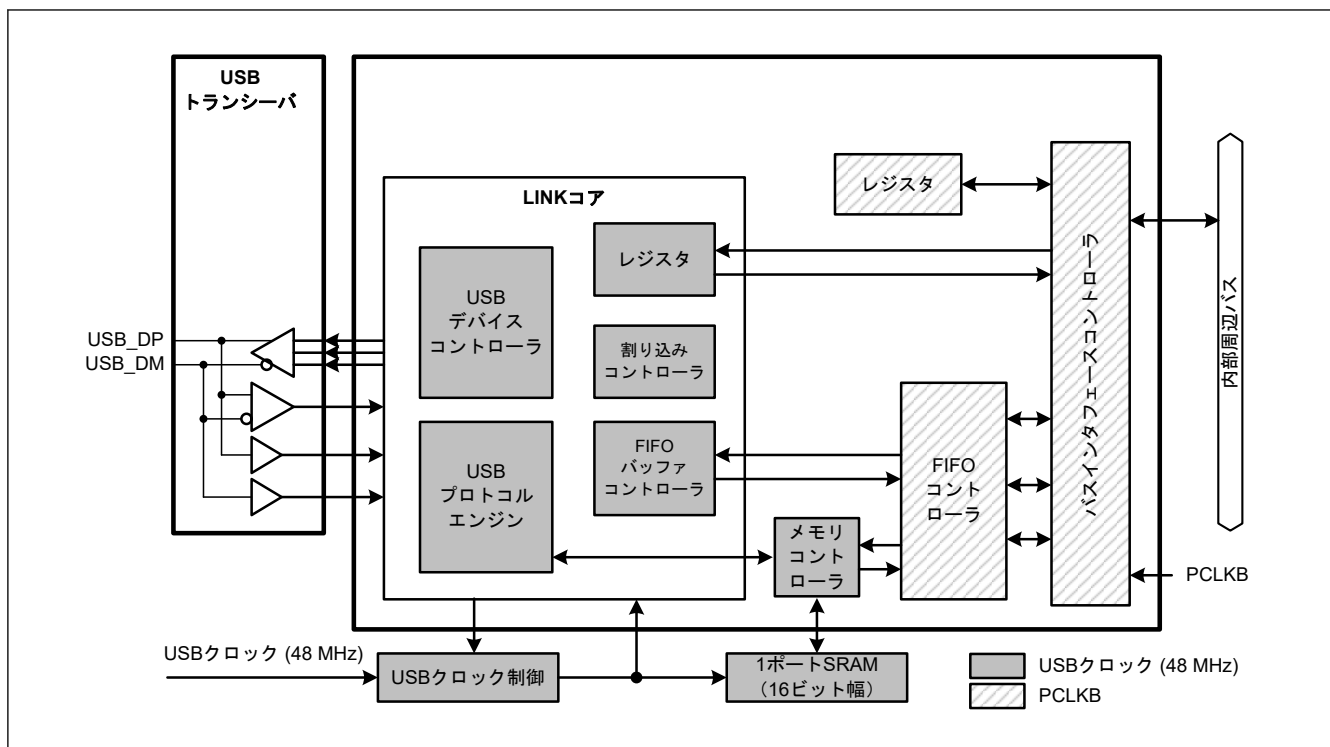 USB
トランシーバ
LINKコア
レジスタ
レジスタ
USB
デバイス
コントローラ
割り込み
コントローラ
USB_DP
USB_DM
USB
プロトコル
エンジン
FIFO
バッファ
コントローラ
メモリ
コント
ローラ
FIFO
コント
ローラ
バスインタフェースコントローラ
内部周辺バス
PCLKB
USBクロック (48 MHz)
USBクロック制御
1ポートSRAM
（16ビット幅）
USBクロック (48 MHz)
PCLKB